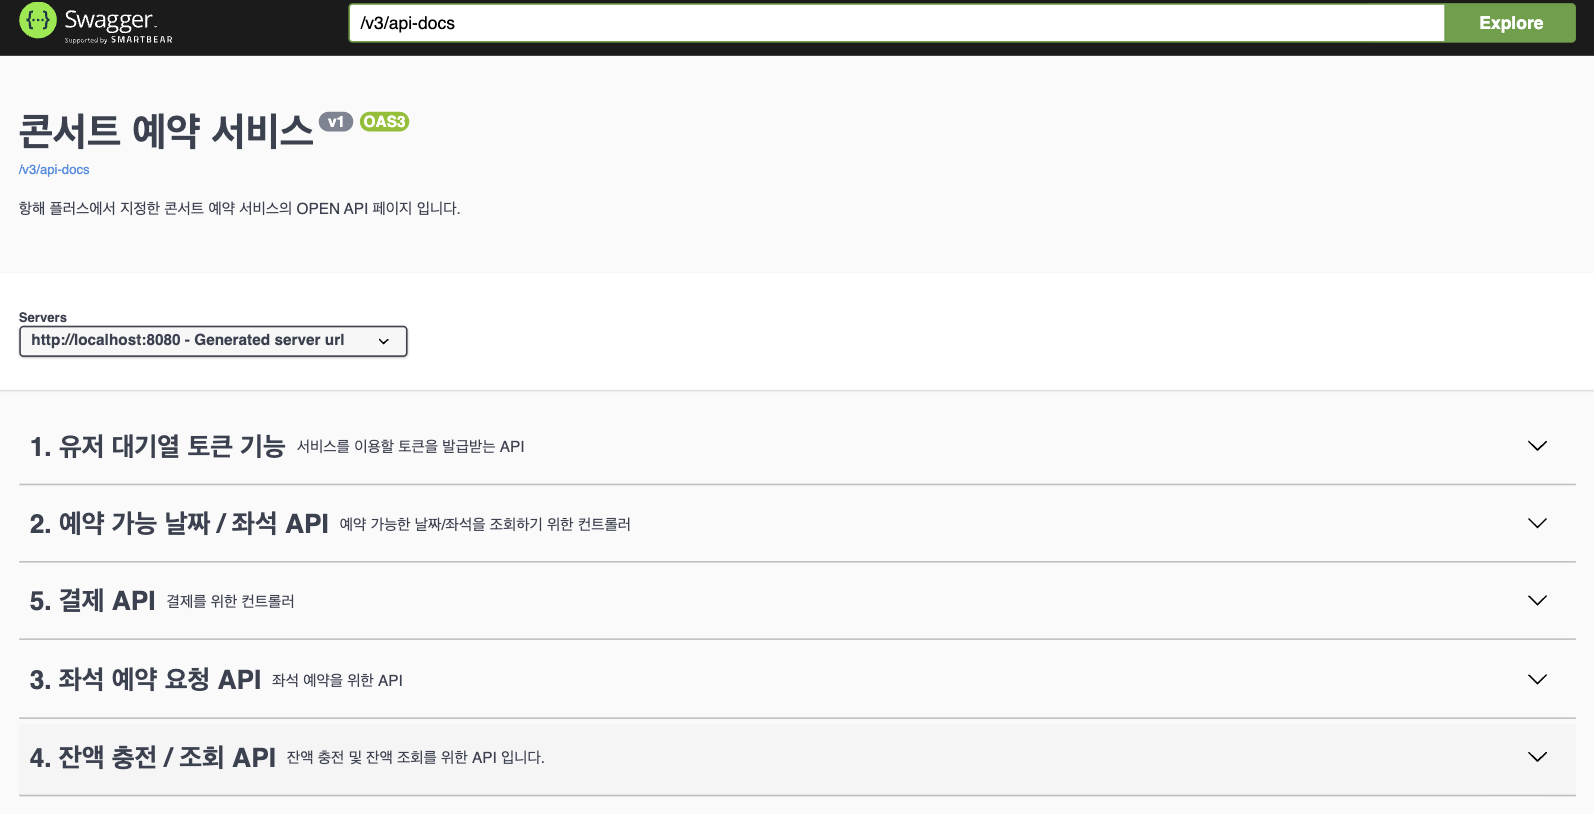 Swagger.
Supported by SMARTBEAR
/v3/api-docs
Explore
콘서트 예약 서비스 v1 OAS3
/v3/api-docs
항해 플러스에서 지정한 콘서트 예약 서비스의 OPEN API 페이지 입니다.
Servers
http://localhost:8080 - Generated server url
1. 유저 대기열 토큰 기능 서비스를 이용할 토큰을 발급받는 API
2. 예약 가능 날짜 / 좌석 API 예약 가능한 날짜/좌석을 조회하기 위한 컨트롤러
5. 결제 API 결제를 위한 컨트롤러
3. 좌석 예약 요청 API 좌석 예약을 위한 API
4. 잔액 충전 / 조회 API 잔액 충전 및 잔액 조회를 위한 API 입니다.